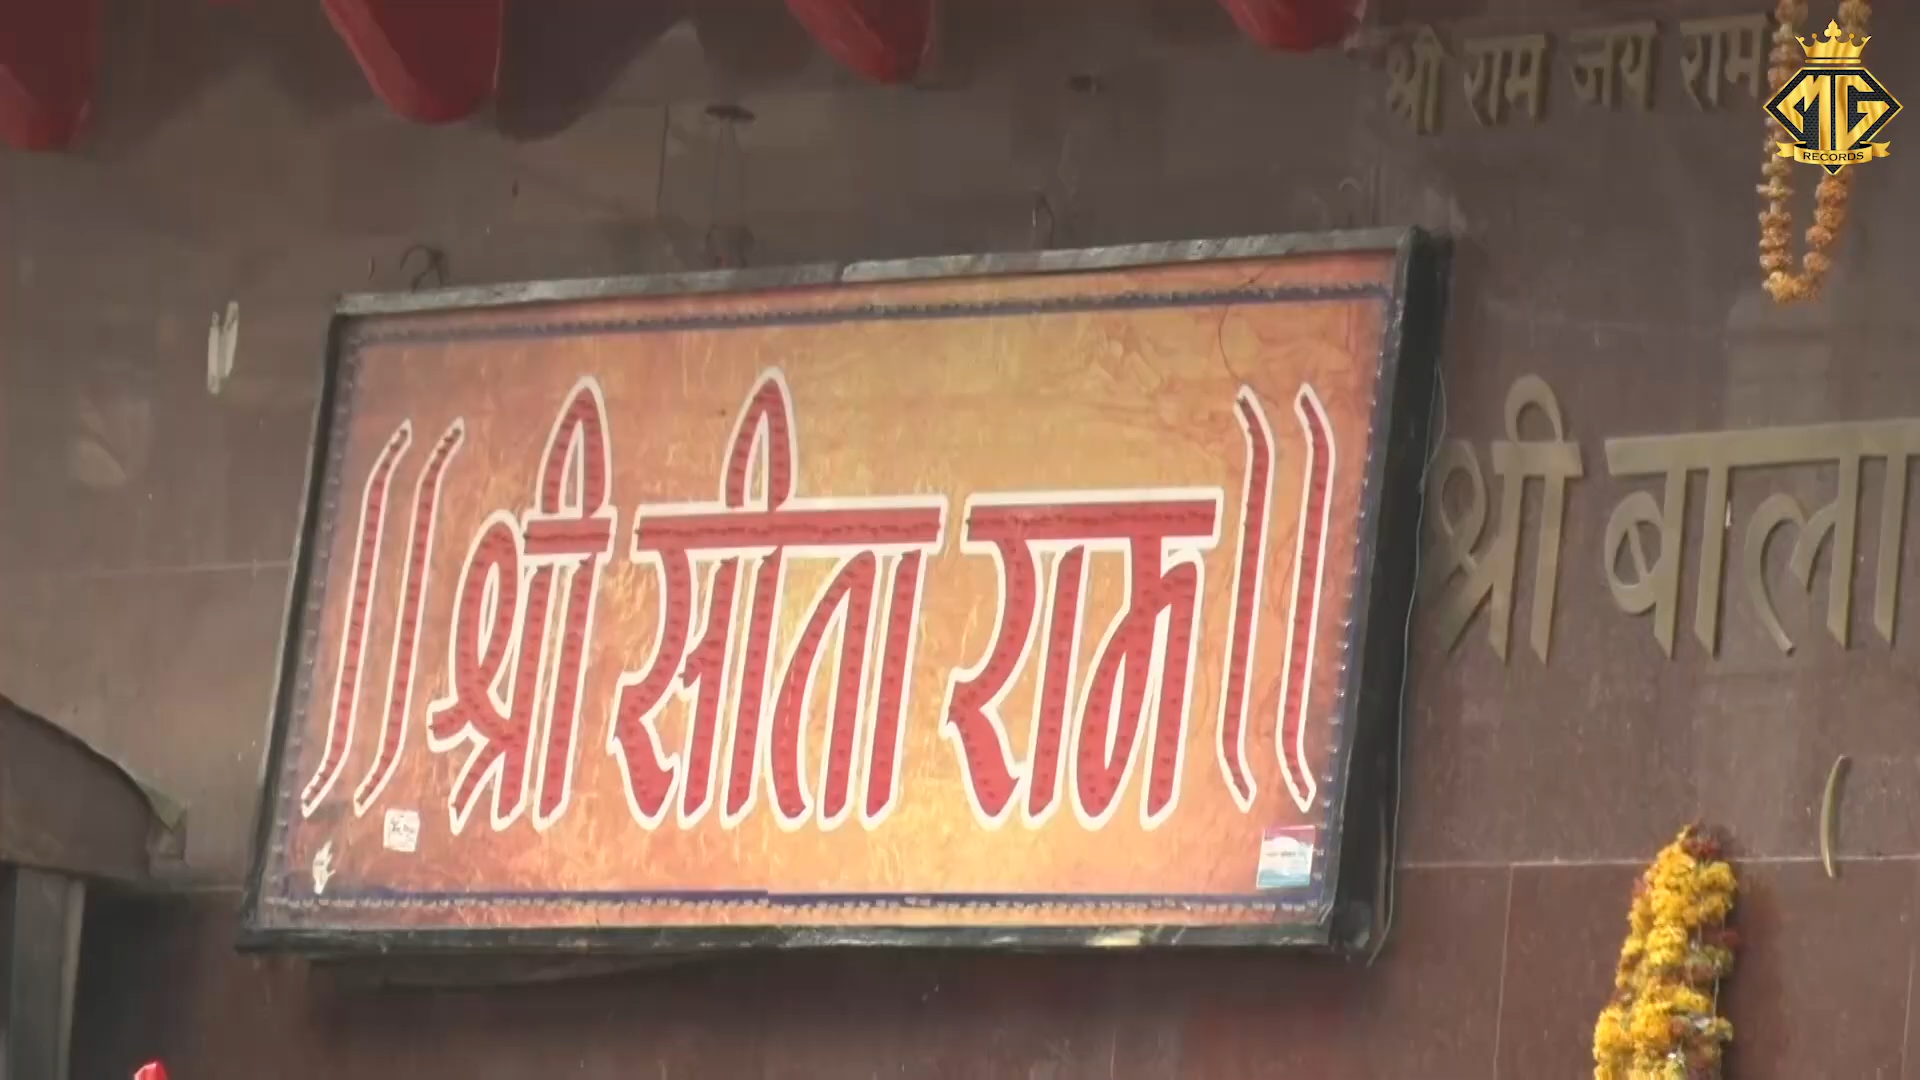 श्री राम जय राम
MG
RECORDS
|| श्री सीता राम ||
श्री बाला